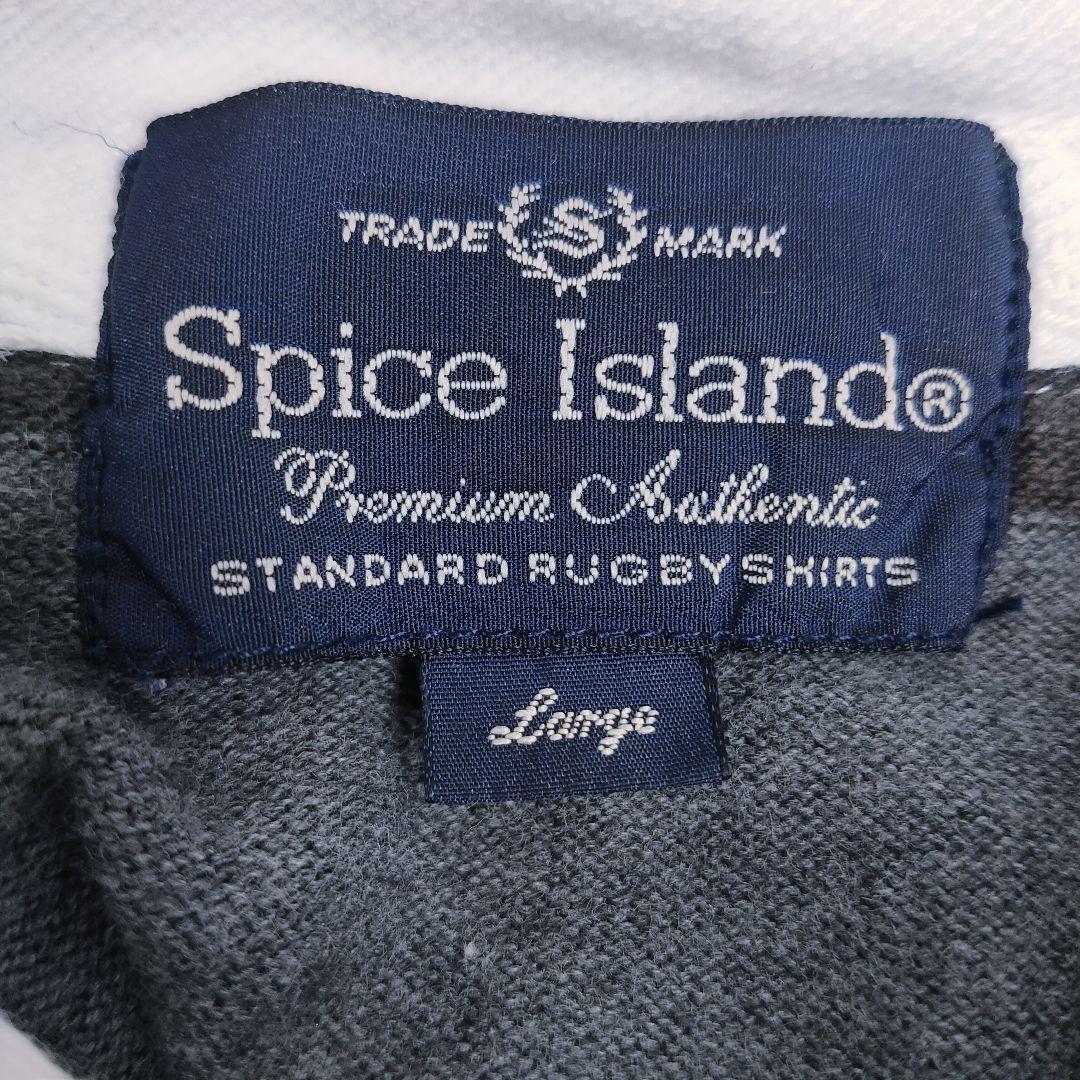 TRADE S MARK
Spice Island®
Premium Authentic
STANDARD RUGBY SHIRTS
Large